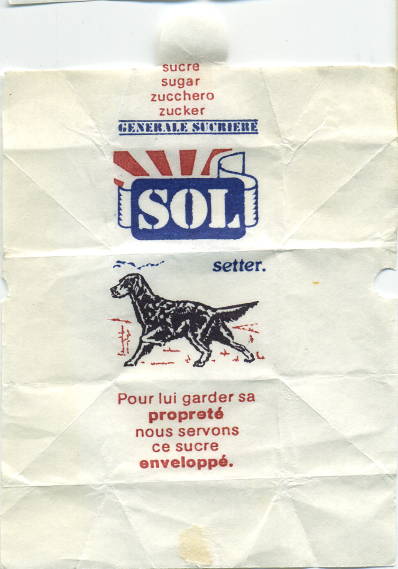 sucre
sugar
zucchero
zucker
GENERALE SUCRIERE
SOL
setter.
Pour lui garder sa
propreté
nous servons
ce sucre
enveloppé.